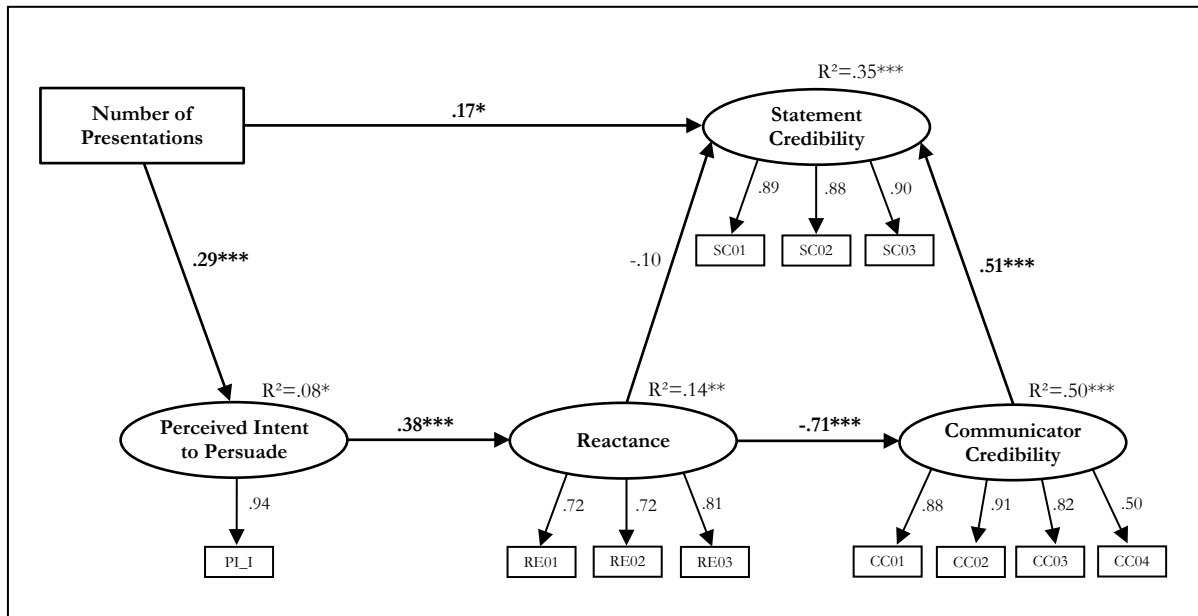 R²=.35***
Number of
Presentations
.17*
Statement
Credibility
.89
.88
.90
SC01
SC02
SC03
.29***
-.10
.51***
R²=.08*
R²=.14**
R²=.50***
Perceived Intent
to Persuade
.38***
Reactance
-.71***
Communicator
Credibility
.94
.72
.72
.81
.88
.91
.82
.50
PI_I
RE01
RE02
RE03
CC01
CC02
CC03
CC04